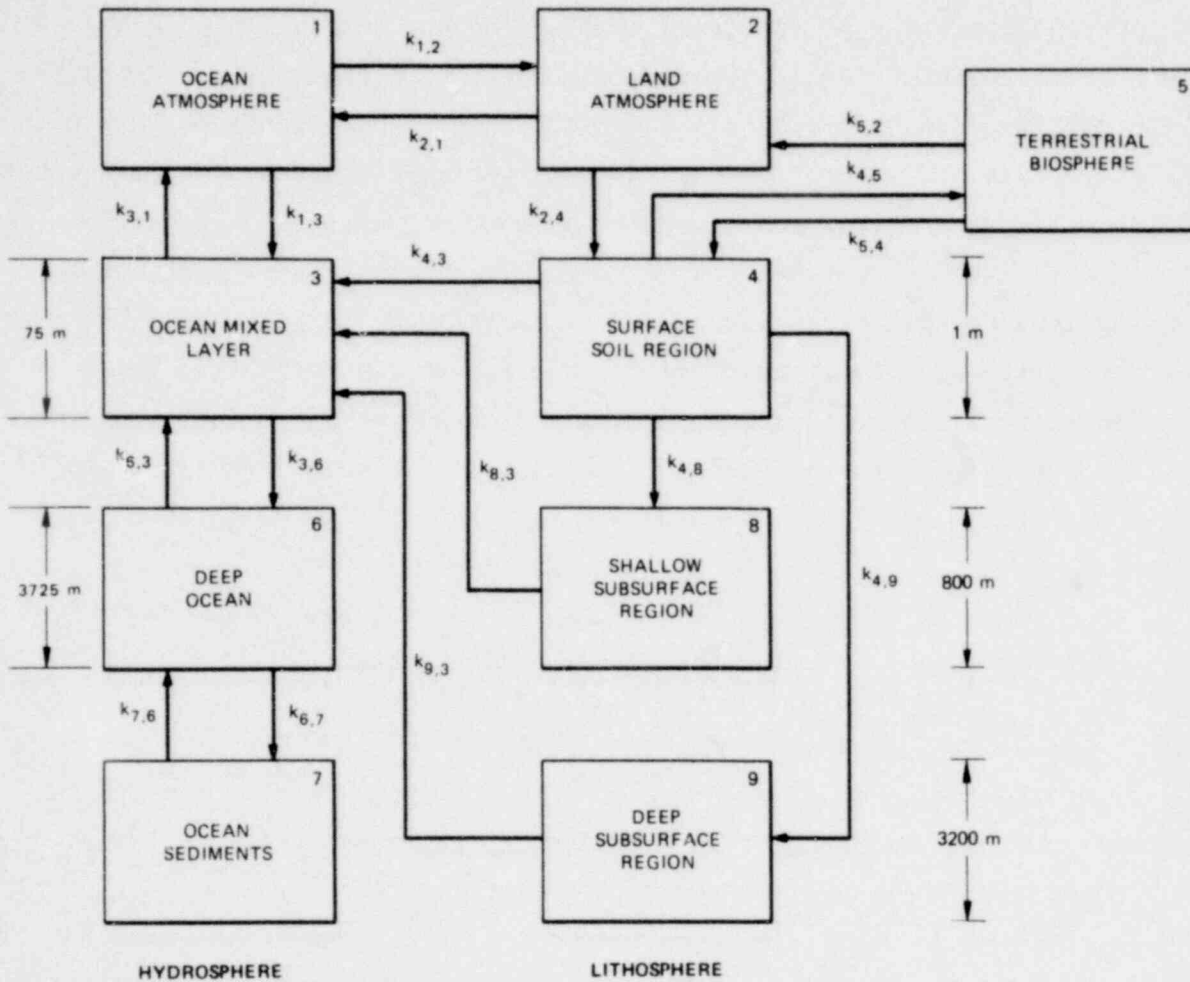 1
OCEAN
ATMOSPHERE
k1,2
k2,1
2
LAND
ATMOSPHERE
5
TERRESTRIAL
BIOSPHERE
k5,2
k4,5
k5,4
k3,1
k1,3
k2,4
75 m
3
OCEAN MIXED
LAYER
k4,3
4
SURFACE
SOIL REGION
1 m
k6,3
k3,6
k8,3
k4,8
3725 m
6
DEEP
OCEAN
8
SHALLOW
SUBSURFACE
REGION
k4,9
800 m
k7,6
k6,7
k9,3
7
OCEAN
SEDIMENTS
9
DEEP
SUBSURFACE
REGION
3200 m
HYDROSPHERE
LITHOSPHERE